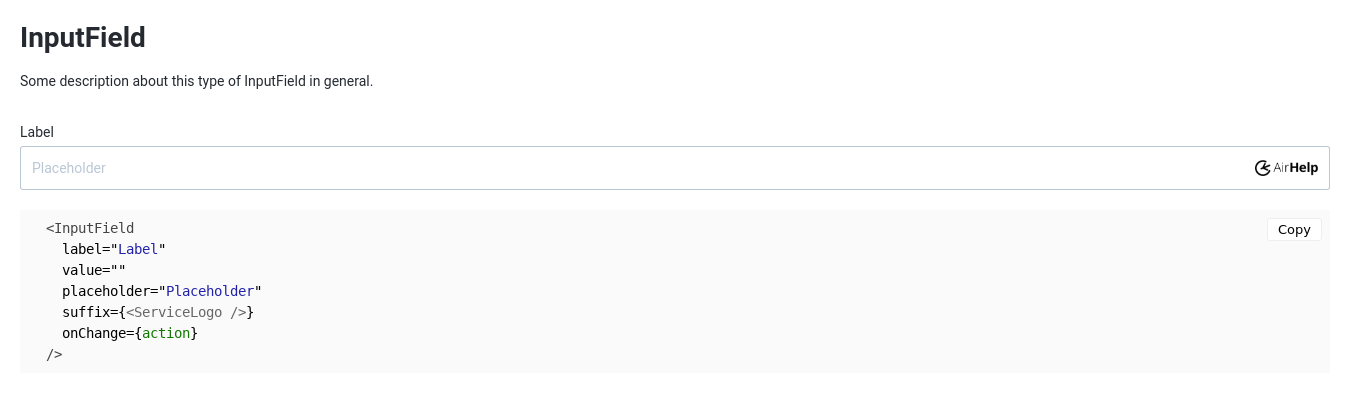 InputField
Some description about this type of InputField in general.
Label
Placeholder
AirHelp
<InputField
Copy
label="Label"
value=""
placeholder="Placeholder"
suffix={<ServiceLogo />}
onChange={action}
/>